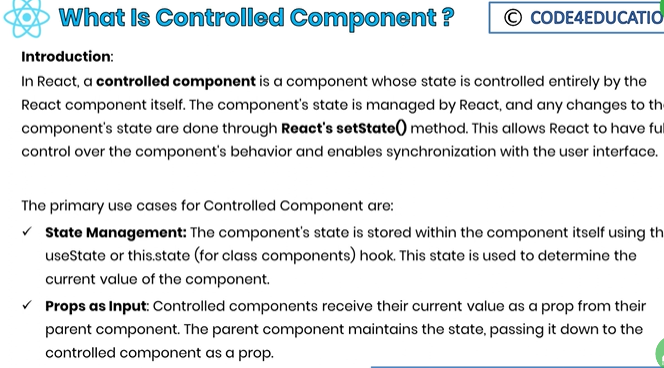 What Is Controlled Component ?
© CODE4EDUCATIO
Introduction:
In React, a controlled component is a component whose state is controlled entirely by the
React component itself. The component's state is managed by React, and any changes to th
component's state are done through React's setState() method. This allows React to have ful
control over the component's behavior and enables synchronization with the user interface.
The primary use cases for Controlled Component are:
✓ State Management: The component's state is stored within the component itself using th
useState or this.state (for class components) hook. This state is used to determine the
current value of the component.
✓ Props as Input: Controlled components receive their current value as a prop from their
parent component. The parent component maintains the state, passing it down to the
controlled component as a prop.